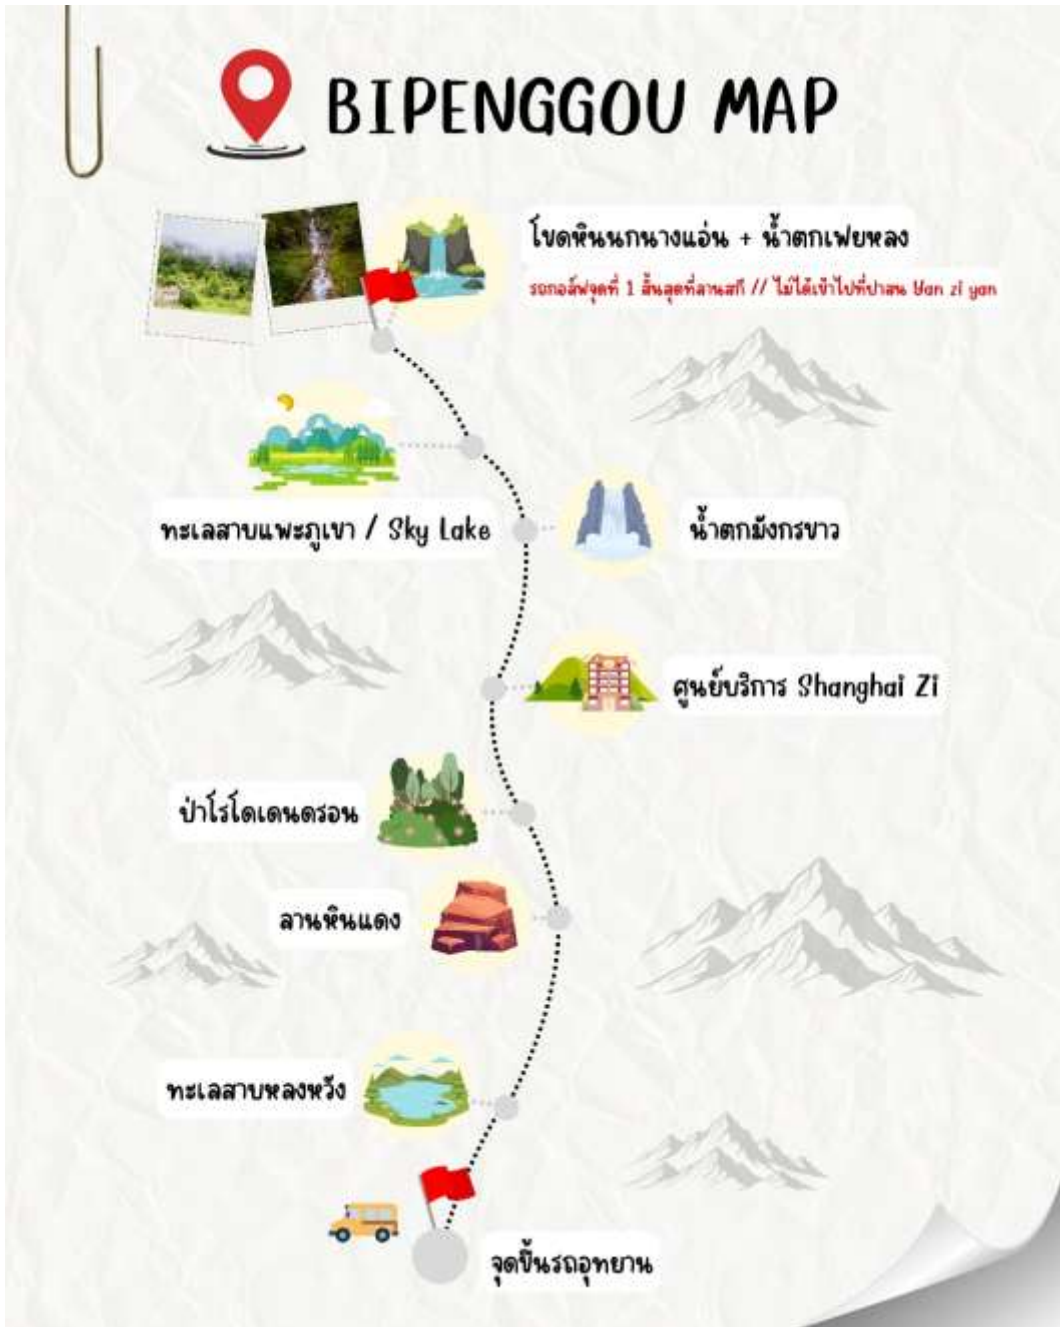 BIPENGGOU MAP
โขดหินนกนางแอ่น + น้ำตกเฟยหลง
รถกอล์ฟจุดที่ 1 สิ้นสุดที่ลานสกี // ไม่ได้เข้าไปที่ปาสน Yan zi yan
ทะเลสาบแพะภูเขา / Sky Lake
น้ำตกมังกรขาว
ศูนย์บริการ Shanghai Zi
ป่าโรโดเดนดรอน
ลานหินแดง
ทะเลสาบหลงหวัง
จุดขึ้นรถอุทยาน